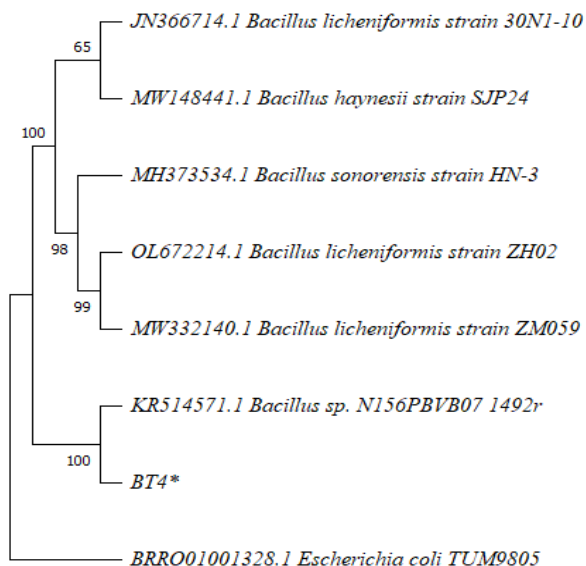 JN366714.1 Bacillus licheniformis strain 30N1-10
65
MW148441.1 Bacillus haynesii strain SJP24
100
MH373534.1 Bacillus sonorensis strain HN-3
98
OL672214.1 Bacillus licheniformis strain ZH02
99
MW332140.1 Bacillus licheniformis strain ZM059
KR514571.1 Bacillus sp. N156PBVB07 1492r
100
BT4*
BRRO01001328.1 Escherichia coli TUM9805